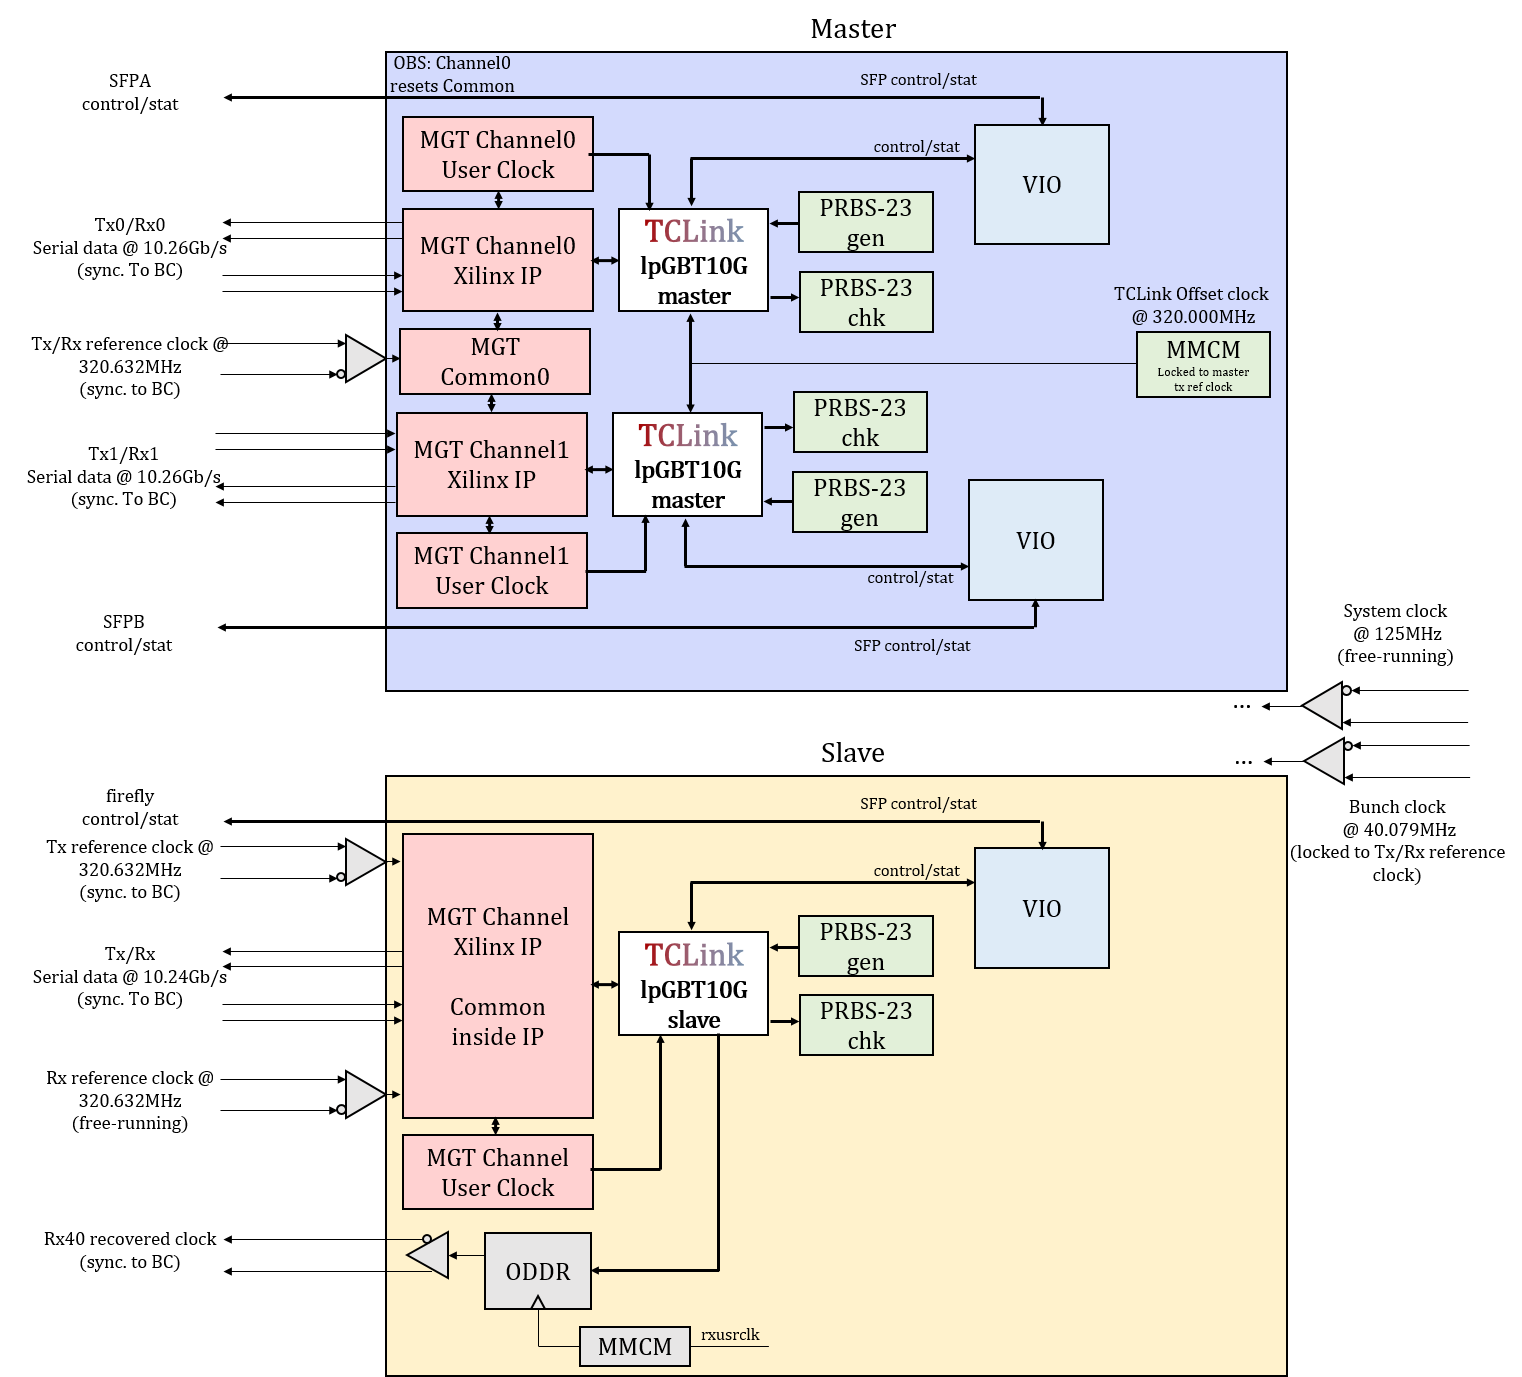 Master
OBS: Channel0
resets Common
SFP control/stat
SFPA
control/stat
MGT Channel0
User Clock
control/stat
VIO
Tx0/Rx0
Serial data @ 10.26Gb/s
(sync. To BC)
MGT Channel0
Xilinx IP
TCLink
lpGBT10G
master
PRBS-23
gen
PRBS-23
chk
TCLink Offset clock
@ 320.000MHz
MMCM
Locked to master
tx ref clock
Tx/Rx reference clock @
320.632MHz
(sync. to BC)
MGT
Common0
Tx1/Rx1
Serial data @ 10.26Gb/s
(sync. To BC)
MGT Channel1
Xilinx IP
TCLink
lpGBT10G
master
PRBS-23
chk
PRBS-23
gen
VIO
MGT Channel1
User Clock
control/stat
SFPB
control/stat
SFP control/stat
System clock
@ 125MHz
(free-running)
...
...
Bunch clock
@ 40.079MHz
(locked to Tx/Rx reference
clock)
Slave
firefly
control/stat
SFP control/stat
Tx reference clock @
320.632MHz
(sync. to BC)
control/stat
VIO
MGT Channel
Xilinx IP
Common
inside IP
TCLink
lpGBT10G
slave
PRBS-23
gen
PRBS-23
chk
Tx/Rx
Serial data @ 10.24Gb/s
(sync. To BC)
Rx reference clock @
320.632MHz
(free-running)
MGT Channel
User Clock
Rx40 recovered clock
(sync. to BC)
ODDR
MMCM
rxusrclk